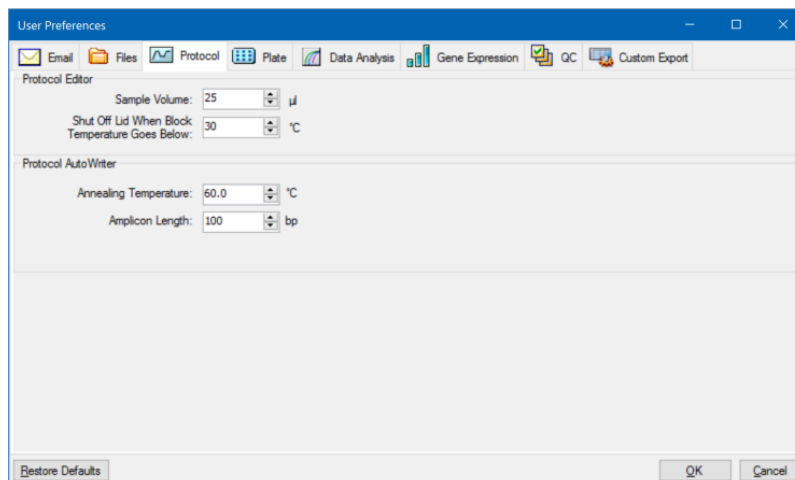 User Preferences
Email Files Protocol Plate Data Analysis Gene Expression QC Custom Export
Protocol Editor
Sample Volume: 25 µl
Shut Off Lid When Block
Temperature Goes Below: 30 °C
Protocol AutoWriter
Annealing Temperature: 60.0 °C
Amplicon Length: 100 bp
Restore Defaults OK Cancel